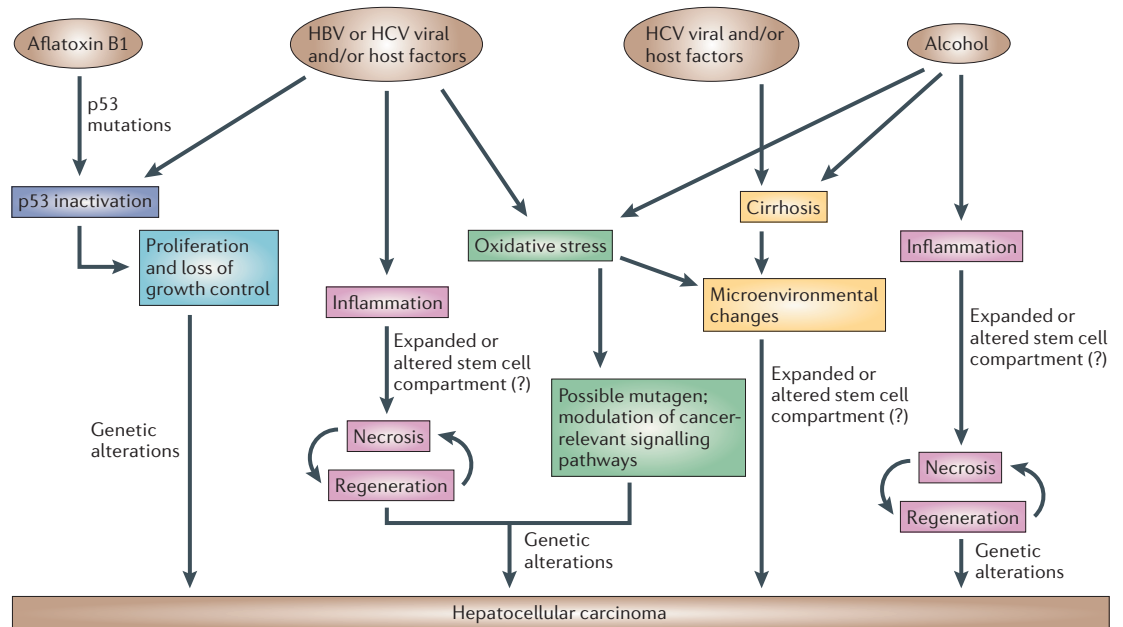 Aflatoxin B1
HBV or HCV viral
and/or host factors
HCV viral and/or
host factors
Alcohol
p53
mutations
p53 inactivation
Proliferation
and loss of
growth control
Oxidative stress
Cirrhosis
Inflammation
Inflammation
Microenvironmental
changes
Expanded or
altered stem cell
compartment (?)
Expanded or
altered stem cell
compartment (?)
Expanded or
altered stem cell
compartment (?)
Possible mutagen;
modulation of cancer-
relevant signalling
pathways
Genetic
alterations
Necrosis
Regeneration
Necrosis
Regeneration
Genetic
alterations
Genetic
alterations
Hepatocellular carcinoma